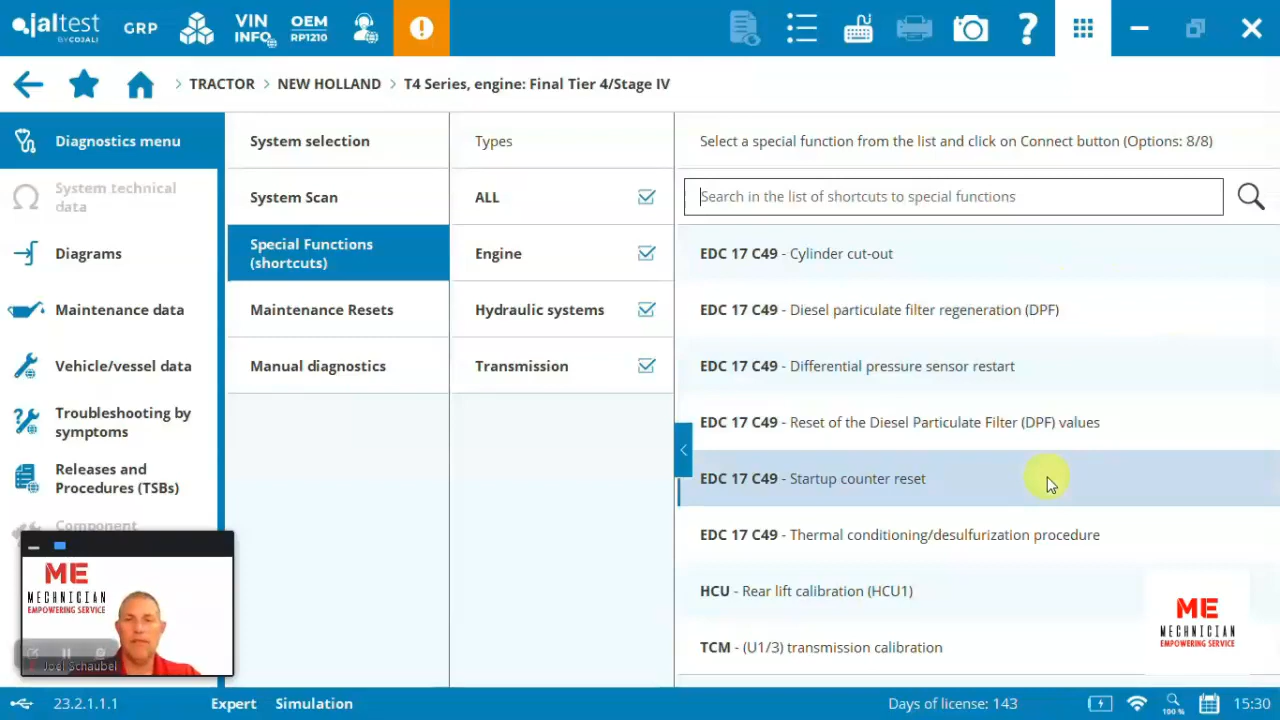 jaltest
BY COJALI
GRP
VIN
INFO
OEM
RP1210
?
TRACTOR > NEW HOLLAND > T4 Series, engine: Final Tier 4/Stage IV
Diagnostics menu
System technical
data
Diagrams
Maintenance data
Vehicle/vessel data
Troubleshooting by
symptoms
Releases and
Procedures (TSBs)
Component
System selection
System Scan
Special Functions
(shortcuts)
Maintenance Resets
Manual diagnostics
Types
ALL
Engine
Hydraulic systems
Transmission
Select a special function from the list and click on Connect button (Options: 8/8)
Search in the list of shortcuts to special functions
EDC 17 C49 - Cylinder cut-out
EDC 17 C49 - Diesel particulate filter regeneration (DPF)
EDC 17 C49 - Differential pressure sensor restart
EDC 17 C49 - Reset of the Diesel Particulate Filter (DPF) values
EDC 17 C49 - Startup counter reset
EDC 17 C49 - Thermal conditioning/desulfurization procedure
HCU - Rear lift calibration (HCU1)
TCM - (U1/3) transmission calibration
ME
MECHNICIAN
EMPOWERING SERVICE
Joel Schaubel
ME
MECHNICIAN
EMPOWERING SERVICE
23.2.1.1.1
Expert
Simulation
Days of license: 143
100 %
15:30